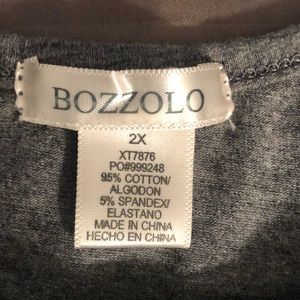 BOZZOLO
2X
XT7876
PO#999248
95% COTTON/
ALGODON
5% SPANDEX/
ELASTANO
MADE IN CHINA
HECHO EN CHINA